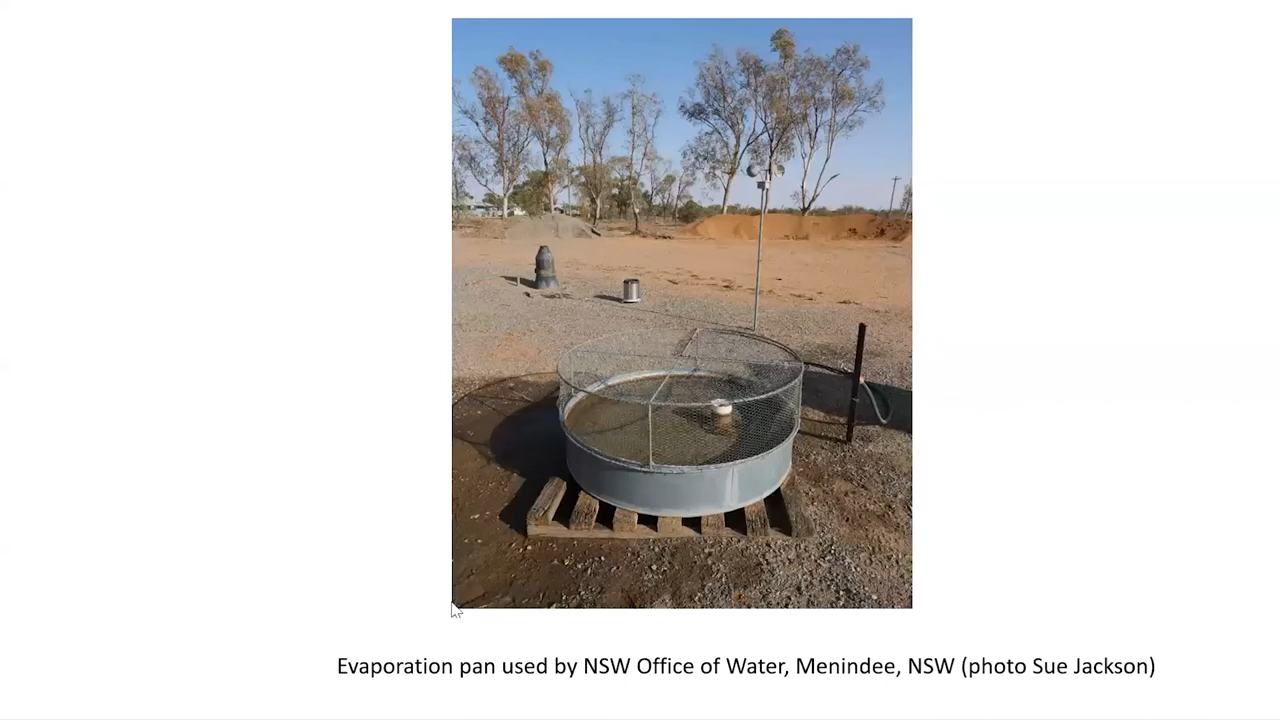 Evaporation pan used by NSW Office of Water, Menindee, NSW (photo Sue Jackson)